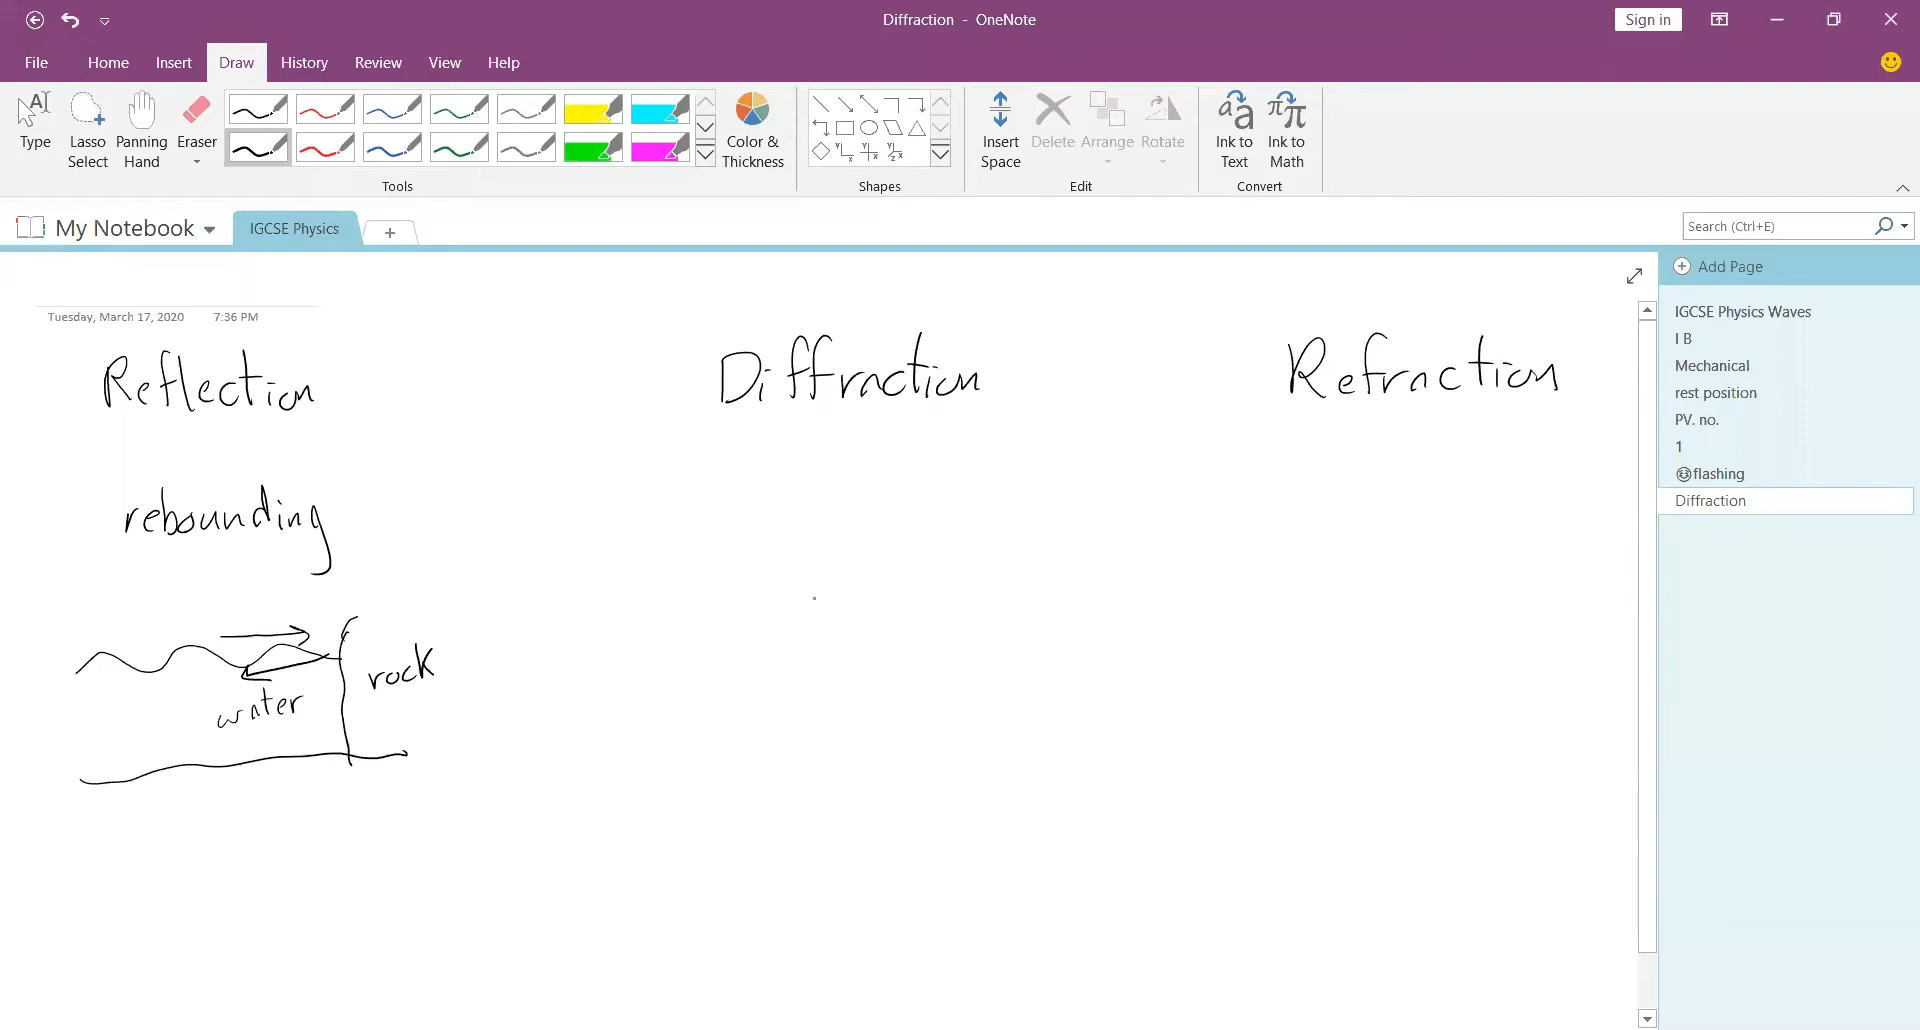 Diffraction - OneNote
Sign in
File Home Insert Draw History Review View Help
Type
Lasso Select
Panning Hand
Eraser
Color & Thickness
Insert Space
Delete
Arrange
Rotate
Ink to Text
Ink to Math
Tools
Shapes
Edit
Convert
My Notebook
IGCSE Physics
Search (Ctrl+E)
Add Page
Tuesday, March 17, 2020 7:36 PM
Reflection
Diffraction
Refraction
rebounding
rock
water
IGCSE Physics Waves
I B
Mechanical
rest position
PV. no.
1
flashing
Diffraction